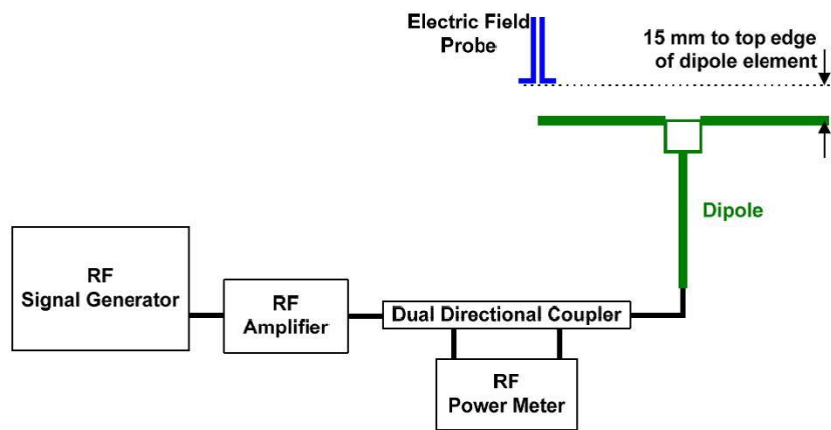 Electric Field
Probe
15 mm to top edge
of dipole element
Dipole
RF
Signal Generator
RF
Amplifier
Dual Directional Coupler
RF
Power Meter